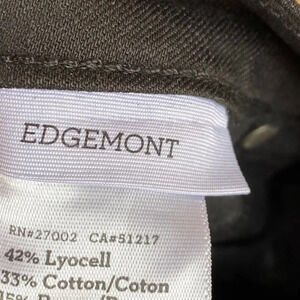 EDGEMONT
RN#27002 CA#51217
42% Lyocell
33% Cotton/Coton